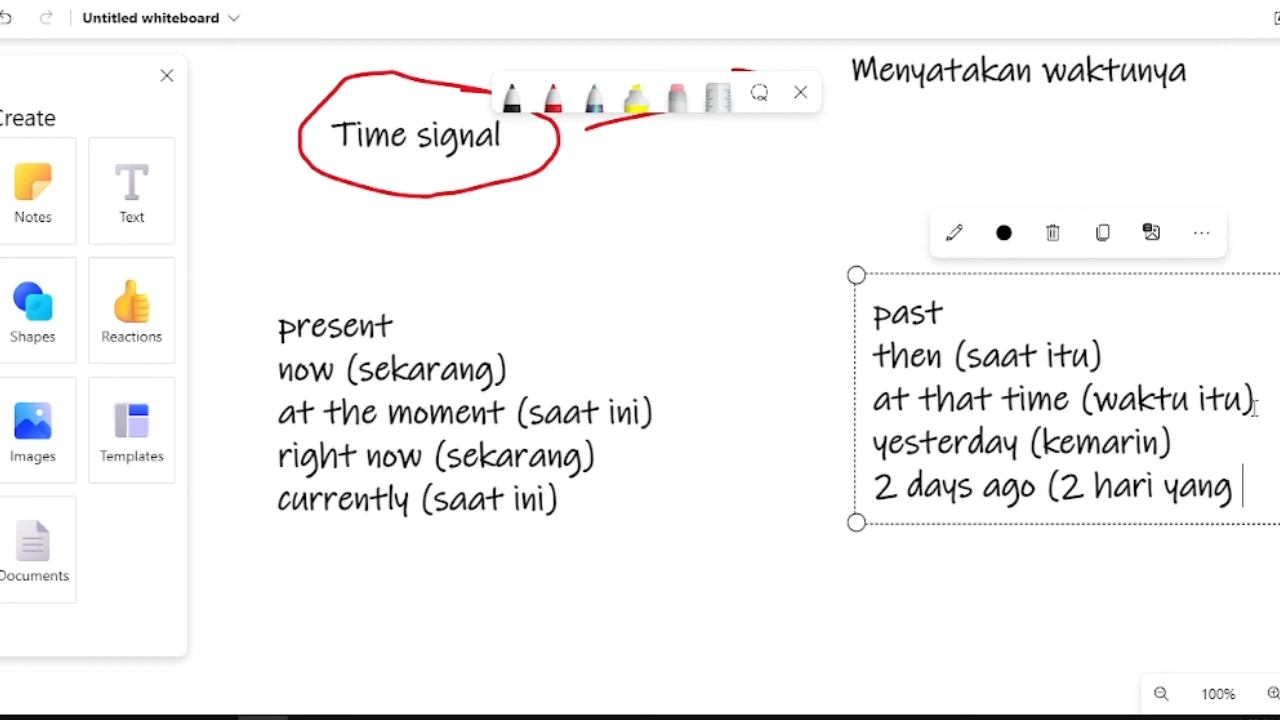 Untitled whiteboard
Menyatakan waktunya
Time signal
Create
Notes
Text
Shapes
Reactions
Images
Templates
Documents
present
now (sekarang)
at the moment (saat ini)
right now (sekarang)
currently (saat ini)
past
then (saat itu)
at that time (waktu itu)
yesterday (kemarin)
2 days ago (2 hari yang
100%